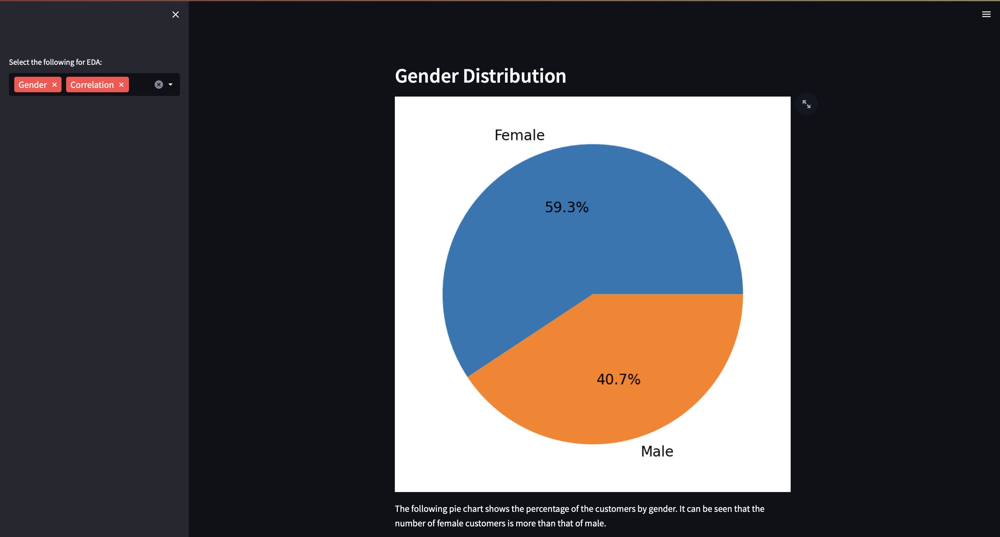 Select the following for EDA:
Gender
Correlation
Gender Distribution
Female
59.3%
40.7%
Male
The following pie chart shows the percentage of the customers by gender. It can be seen that the
number of female customers is more than that of male.